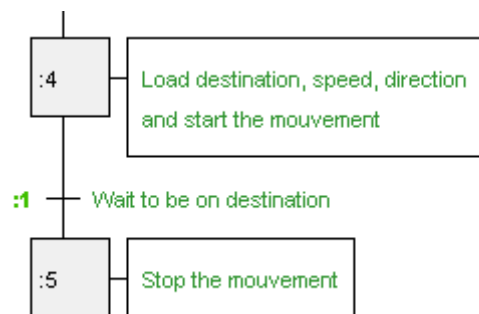 :4
Load destination, speed, direction
and start the mouvement
:1 Wait to be on destination
:5
Stop the mouvement